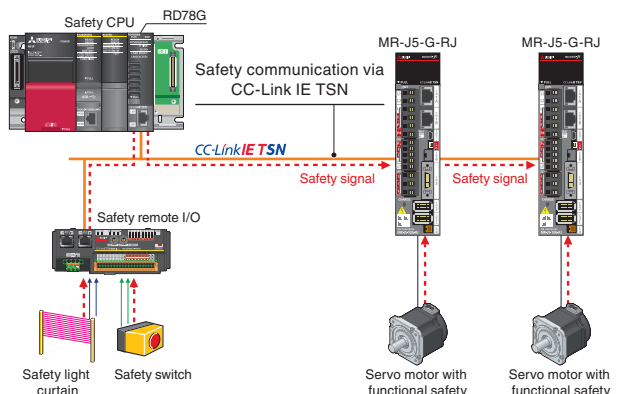 Safety CPU
RD78G
MR-J5-G-RJ
MR-J5-G-RJ
Safety communication via
CC-Link IE TSN
CC-Link IE TSN
Safety signal
Safety signal
Safety remote I/O
Safety light
curtain
Safety switch
Servo motor with
functional safety
Servo motor with
functional safety